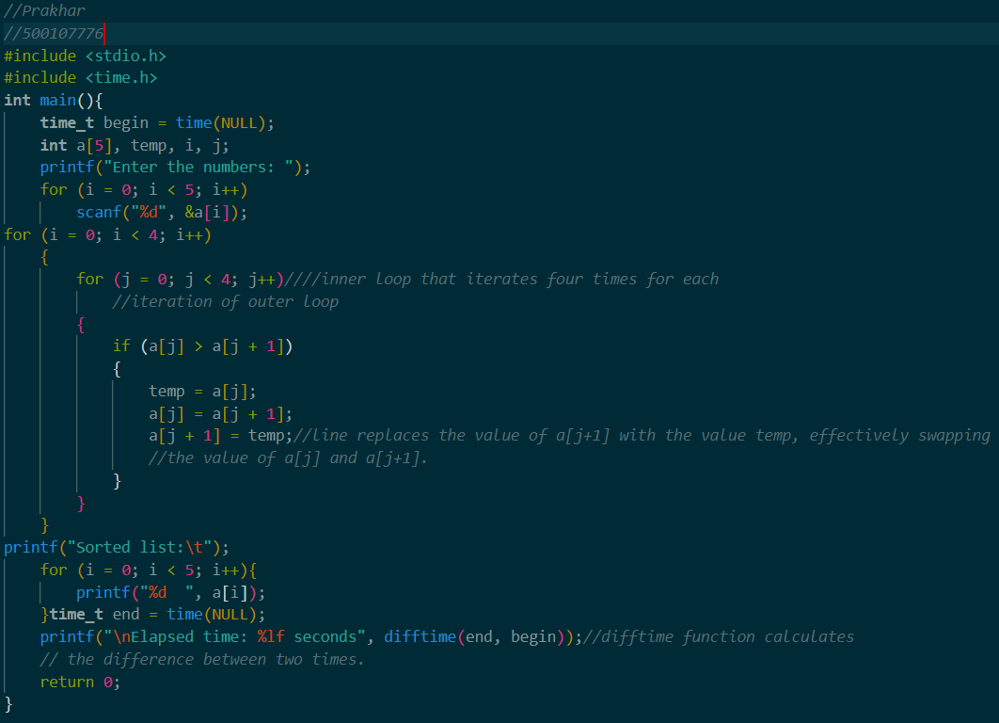 //Prakhar
//500107776
#include <stdio.h>
#include <time.h>
int main(){
    time_t begin = time(NULL);
    int a[5], temp, i, j;
    printf("Enter the numbers: ");
    for (i = 0; i < 5; i++)
        scanf("%d", &a[i]);
for (i = 0; i < 4; i++)
    {
        for (j = 0; j < 4; j++)////inner loop that iterates four times for each
            //iteration of outer loop
        {
            if (a[j] > a[j + 1])
            {
                temp = a[j];
                a[j] = a[j + 1];
                a[j + 1] = temp;//line replaces the value of a[j+1] with the value temp, effectively swapping
                //the value of a[j] and a[j+1].
            }
        }
    }
printf("Sorted list:\t");
    for (i = 0; i < 5; i++){
        printf("%d  ", a[i]);
    }time_t end = time(NULL);
    printf("\nElapsed time: %lf seconds", difftime(end, begin));//difftime function calculates
    // the difference between two times.
    return 0;
}